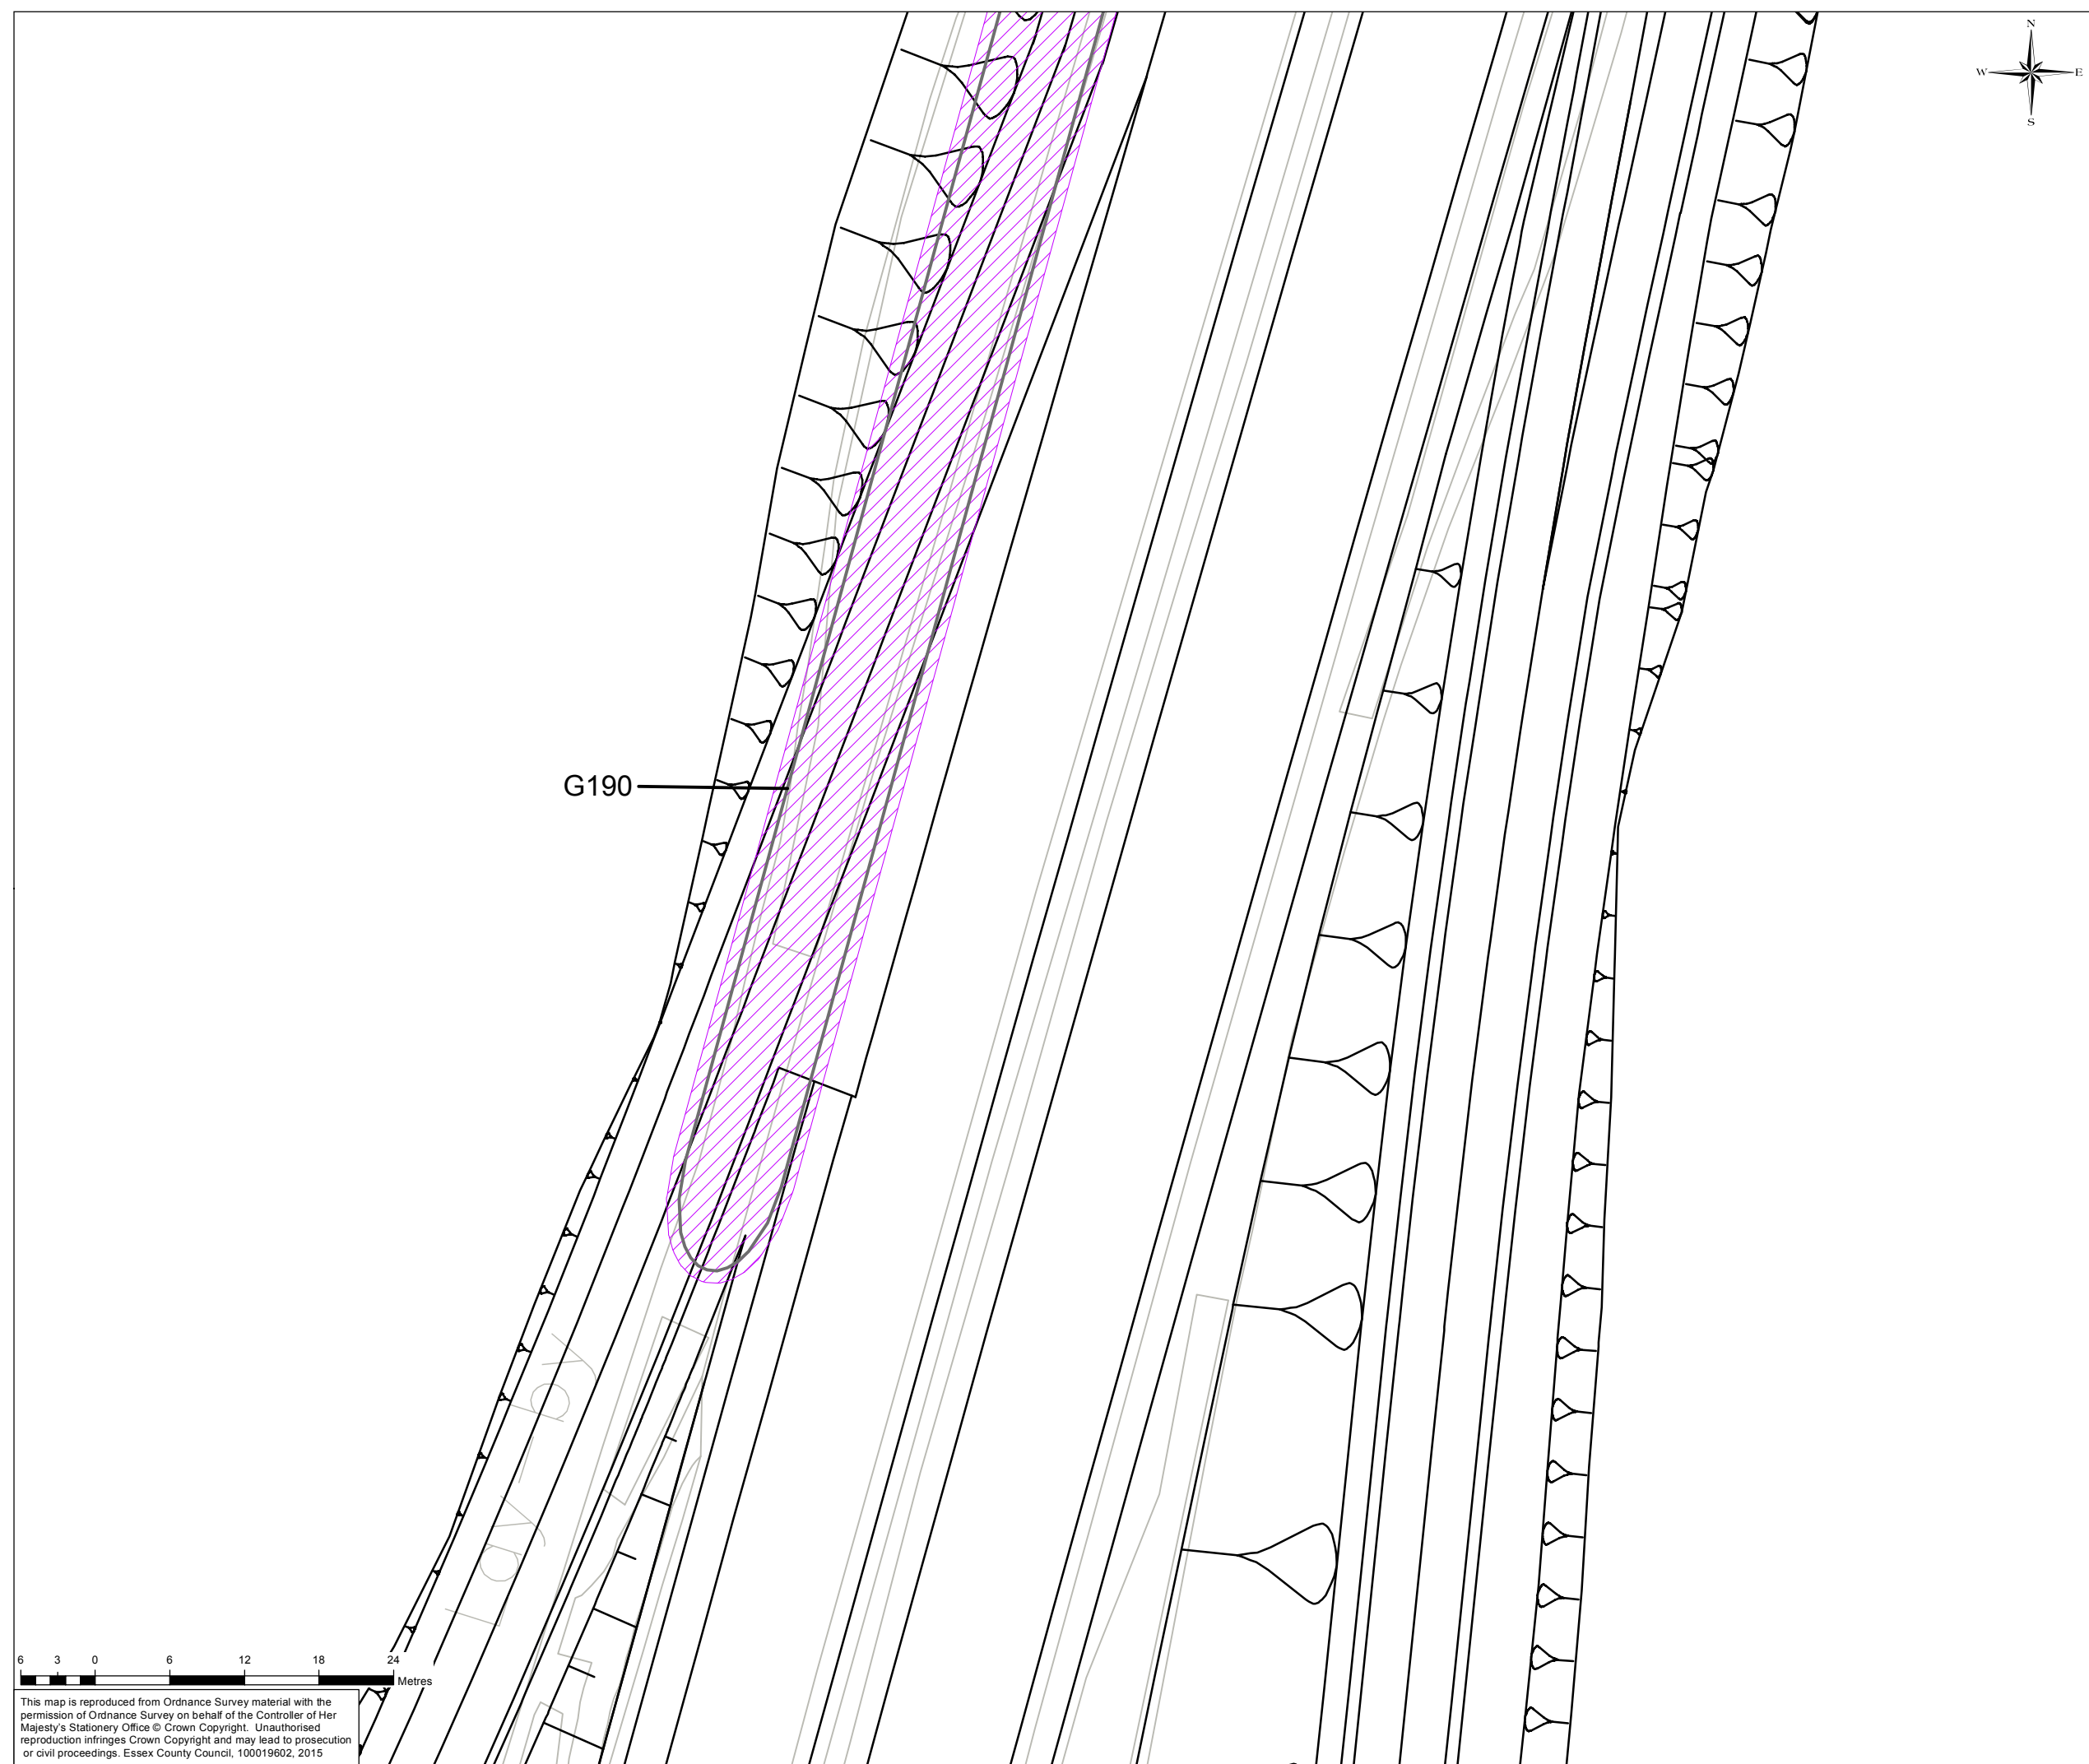 N
W E
S
G190
lay-by
6 3 0 6 12 18 24
Metres
This map is reproduced from Ordnance Survey material with the
permission of Ordnance Survey on behalf of the Controller of Her
Majesty's Stationery Office © Crown Copyright. Unauthorised
reproduction infringes Crown Copyright and may lead to prosecution
or civil proceedings. Essex County Council, 100019602, 2015